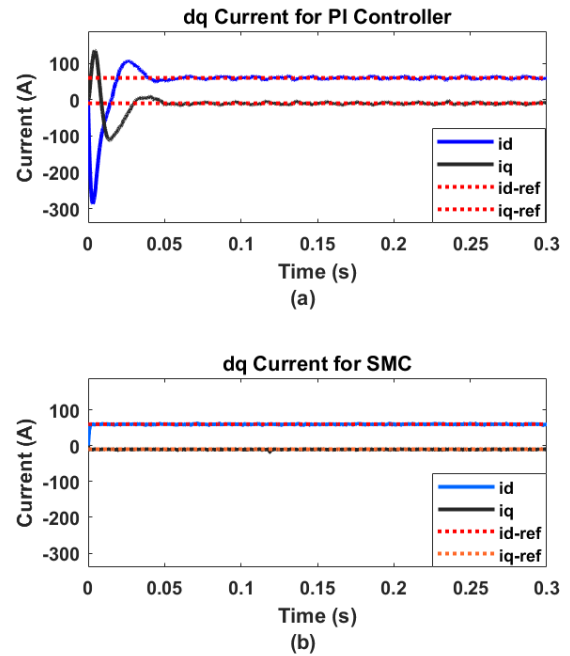 dq Current for PI Controller
Current (A)
100
0
-100
-200
-300
id
iq
id-ref
iq-ref
0
0.05
0.1
0.15
0.2
0.25
0.3
Time (s)
(a)
dq Current for SMC
Current (A)
100
0
-100
-200
-300
id
iq
id-ref
iq-ref
0
0.05
0.1
0.15
0.2
0.25
0.3
Time (s)
(b)